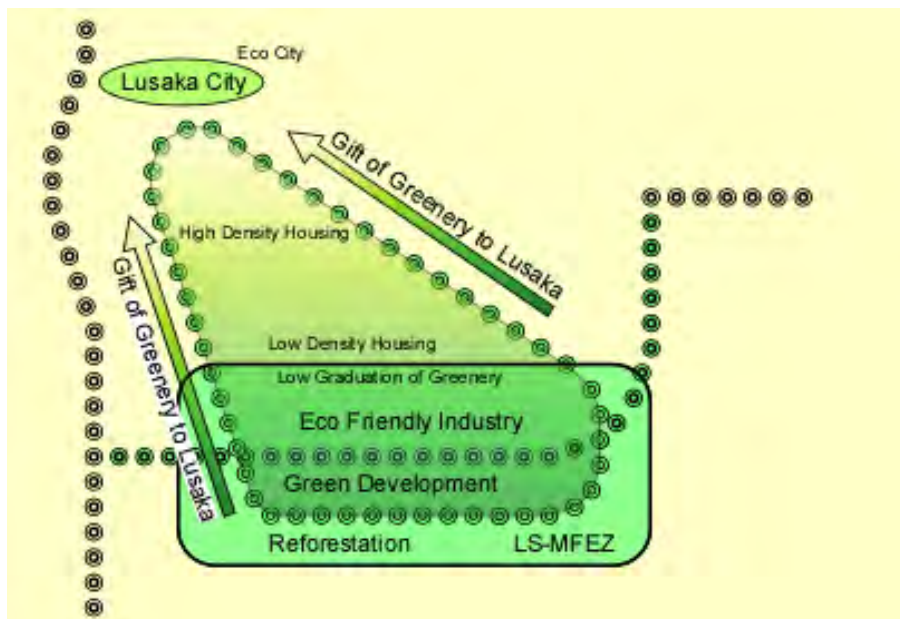 Eco City
Lusaka City
Gift of Greenery to Lusaka
High Density Housing
Gift of Greenery to Lusaka
Low Density Housing
Low Graduation of Greenery
Eco Friendly Industry
Green Development
Reforestation
LS-MFEZ